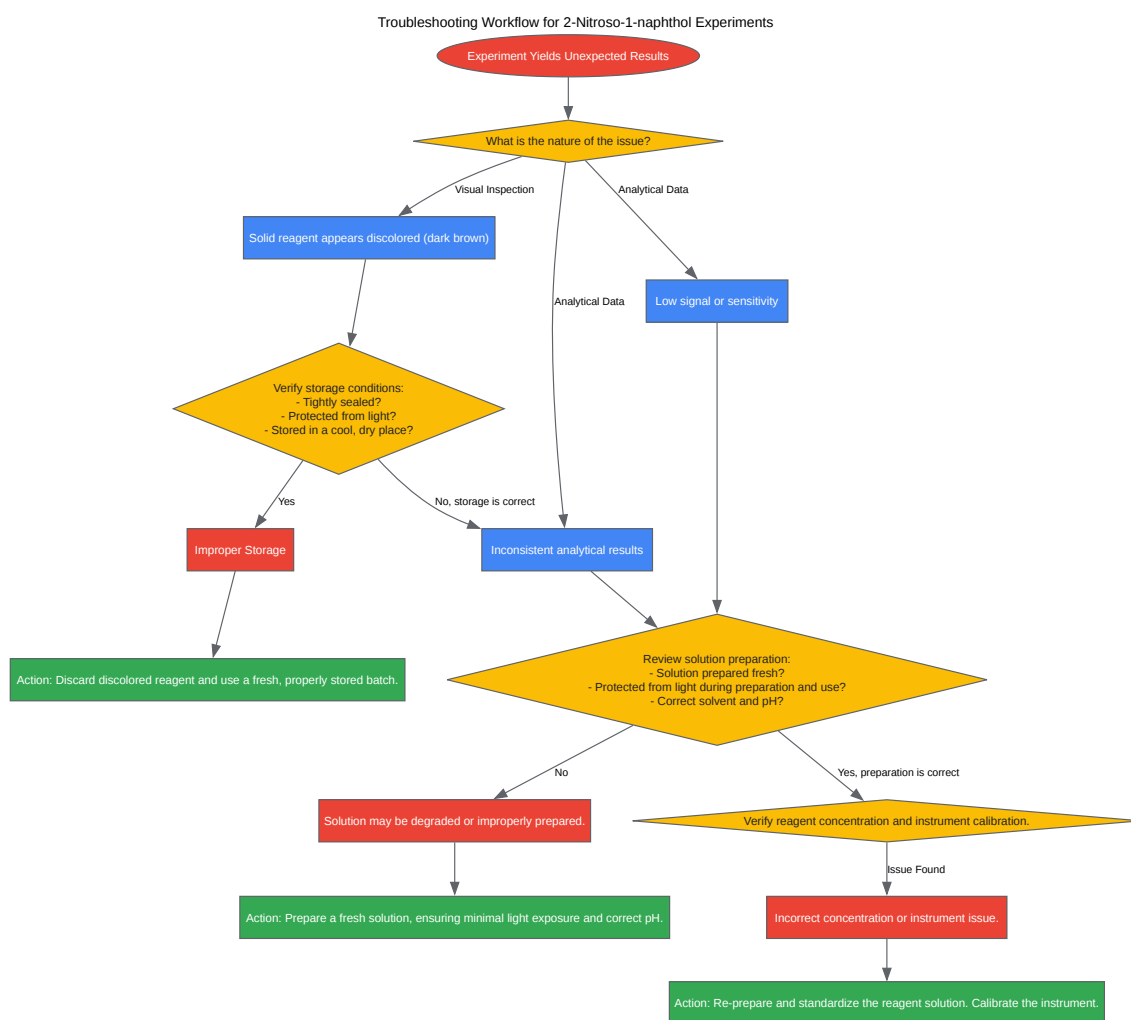 Troubleshooting Workflow for 2-Nitroso-1-naphthol Experiments
Experiment Yields Unexpected Results
What is the nature of the issue?
Visual Inspection
Analytical Data
Solid reagent appears discolored (dark brown)
Analytical Data
Low signal or sensitivity
Verify storage conditions:
- Tightly sealed?
- Protected from light?
- Stored in a cool, dry place?
Yes
No, storage is correct
Improper Storage
Inconsistent analytical results
Action: Discard discolored reagent and use a fresh, properly stored batch.
Review solution preparation:
- Solution prepared fresh?
- Protected from light during preparation and use?
- Correct solvent and pH?
No
Yes, preparation is correct
Solution may be degraded or improperly prepared.
Verify reagent concentration and instrument calibration.
Issue Found
Action: Prepare a fresh solution, ensuring minimal light exposure and correct pH.
Incorrect concentration or instrument issue.
Action: Re-prepare and standardize the reagent solution. Calibrate the instrument.